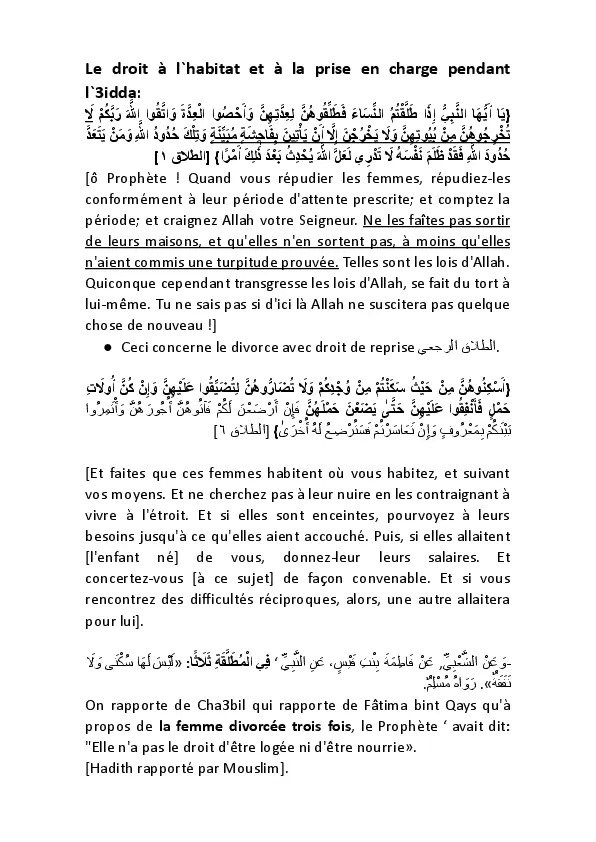 Le droit à l`habitat et à la prise en charge pendant
l`3idda:
{يَا أَيُّهَا النَّبِيُّ إِذَا طَلَّقْتُمُ النِّسَاءَ فَطَلِّقُوهُنَّ لِعِدَّتِهِنَّ وَأَحْصُوا الْعِدَّةَ وَاتَّقُوا اللَّهَ رَبَّكُمْ لَا
تُخْرِجُوهُنَّ مِنْ بُيُوتِهِنَّ وَلَا يَخْرُجْنَ إِلَّا أَنْ يَأْتِينَ بِفَاحِشَةٍ مُبَيِّنَةٍ وَتِلْكَ حُدُودُ اللَّهِ وَمَنْ يَتَعَدَّ
حُدُودَ اللَّهِ فَقَدْ ظَلَمَ نَفْسَهُ لَا تَدْرِي لَعَلَّ اللَّهَ يُحْدِثُ بَعْدَ ذَلِكَ أَمْرًا} [الطلاق ١]
[ô Prophète ! Quand vous répudier les femmes, répudiez-les
conformément à leur période d'attente prescrite; et comptez la
période; et craignez Allah votre Seigneur. Ne les faîtes pas sortir
de leurs maisons, et qu'elles n'en sortent pas, à moins qu'elles
n'aient commis une turpitude prouvée. Telles sont les lois d'Allah.
Quiconque cependant transgresse les lois d'Allah, se fait du tort à
lui-même. Tu ne sais pas si d'ici là Allah ne suscitera pas quelque
chose de nouveau !]
● Ceci concerne le divorce avec droit de reprise الطلاق الرجعي.
{أَسْكِنُوهُنَّ مِنْ حَيْثُ سَكَنْتُمْ مِنْ وُجْدِكُمْ وَلَا تُضَارُّوهُنَّ لِتُضَيِّقُوا عَلَيْهِنَّ وَإِنْ كُنَّ أُولَاتِ
حَمْلٍ فَأَنْفِقُوا عَلَيْهِنَّ حَتَّىٰ يَضَعْنَ حَمْلَهُنَّ فَإِنْ أَرْضَعْنَ لَكُمْ فَآتُوهُنَّ أُجُورَهُنَّ وَأْتَمِرُوا
بَيْنَكُمْ بِمَعْرُوفٍ وَإِنْ تَعَاسَرْتُمْ فَسَتُرْضِعُ لَهُ أُخْرَىٰ} [الطلاق ٦]
[Et faites que ces femmes habitent où vous habitez, et suivant
vos moyens. Et ne cherchez pas à leur nuire en les contraignant à
vivre à l'étroit. Et si elles sont enceintes, pourvoyez à leurs
besoins jusqu'à ce qu'elles aient accouché. Puis, si elles allaitent
[l'enfant né] de vous, donnez-leur leurs salaires. Et
concertez-vous [à ce sujet] de façon convenable. Et si vous
rencontrez des difficultés réciproques, alors, une autre allaitera
pour lui].
-وَعَنْ الشَّعْبِيِّ, عَنْ فَاطِمَةَ بِنْتِ قَيْسٍ، عَنِ النَّبِيِّ ‘ فِي الْمُطَلَّقَةِ ثَلَاثًا: «لَيْسَ لَهَا سُكْنَى وَلَا
نَفَقَةٌ». رَوَاهُ مُسْلِمٌ.
On rapporte de Cha3bil qui rapporte de Fâtima bint Qays qu'à
propos de la femme divorcée trois fois, le Prophète ‘ avait dit:
"Elle n'a pas le droit d'être logée ni d'être nourrie».
[Hadith rapporté par Mouslim].